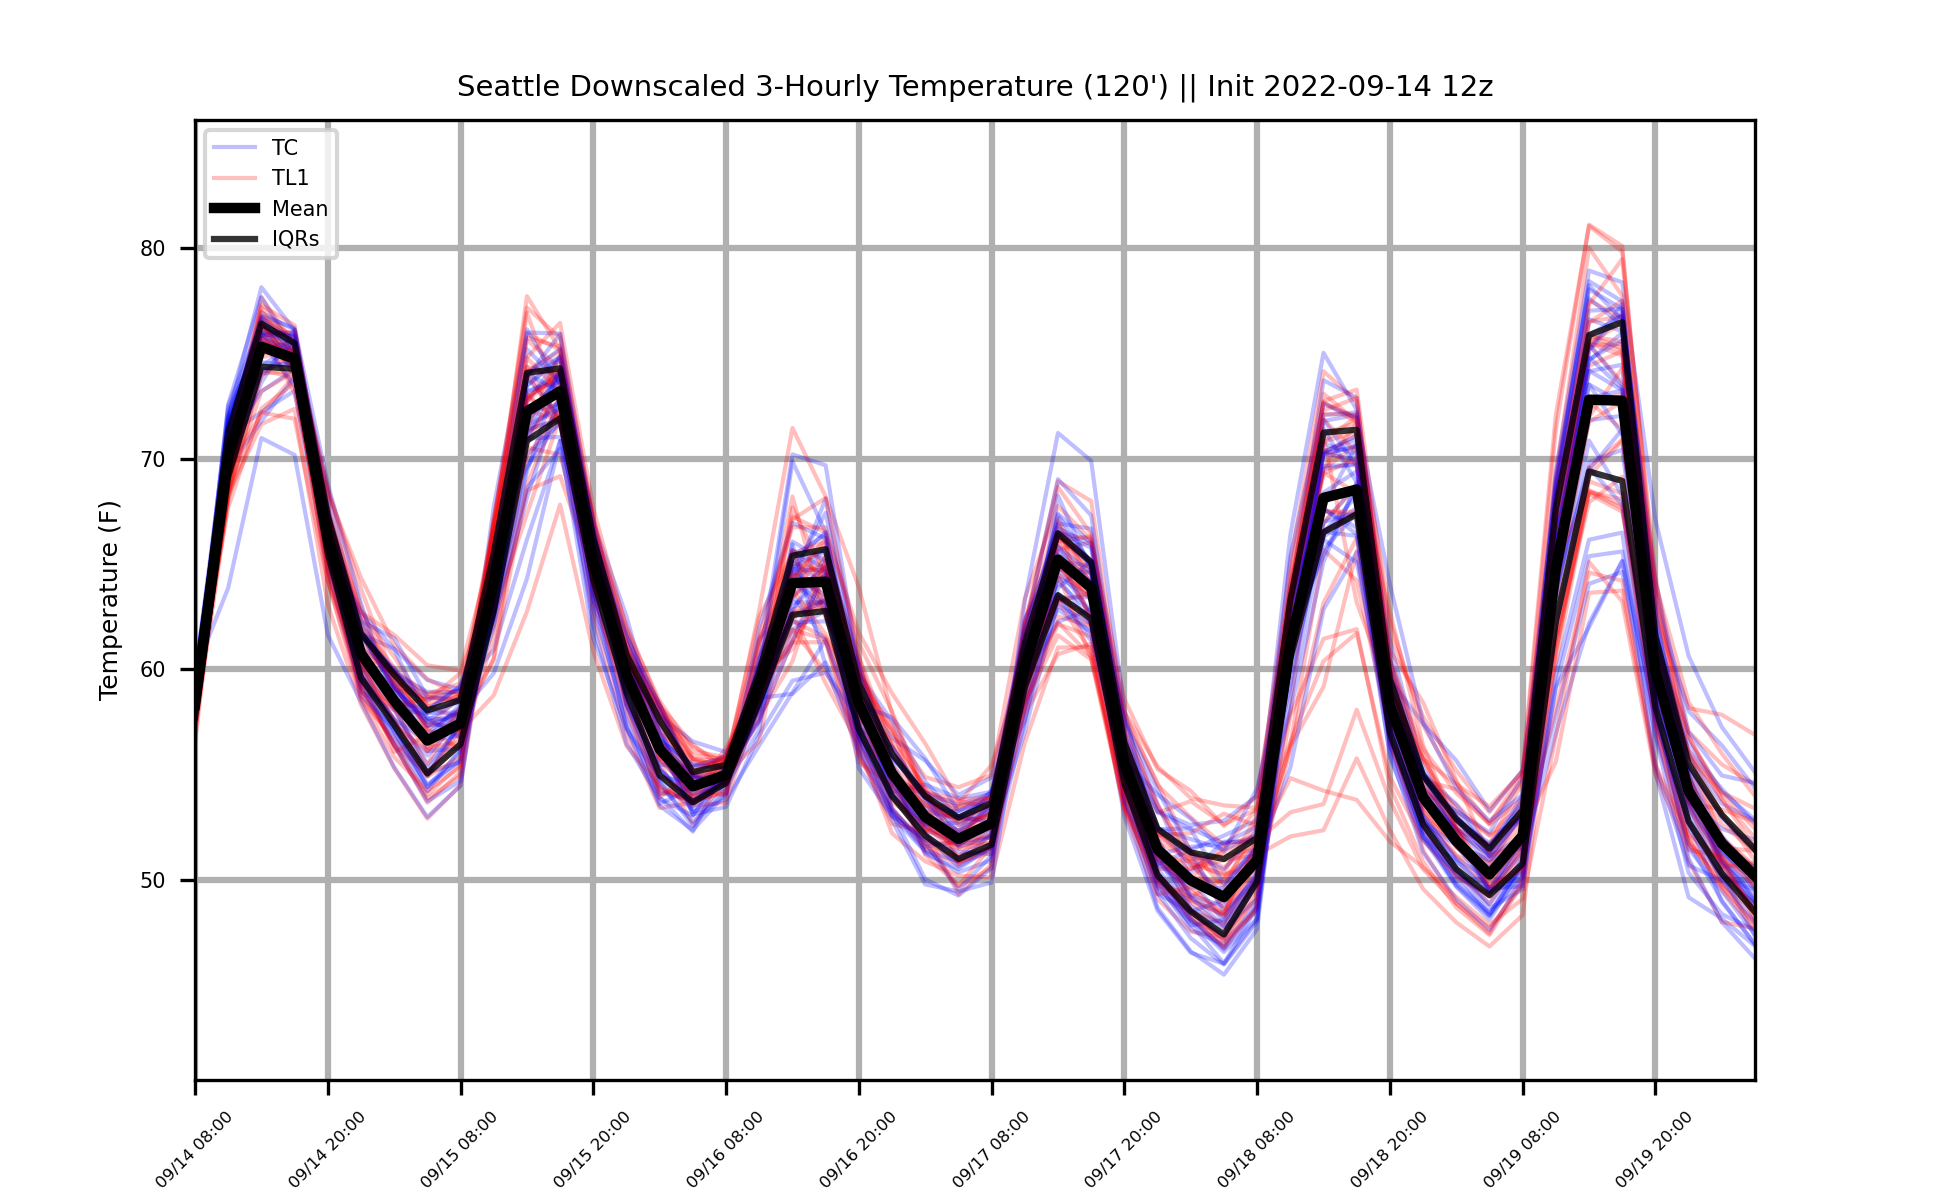 Seattle Downscaled 3-Hourly Temperature (120') || Init 2022-09-14 12z
TC
TL1
Mean
IQRs
Temperature (F)
80
70
60
50
09/14 08:00
09/14 20:00
09/15 08:00
09/15 20:00
09/16 08:00
09/16 20:00
09/17 08:00
09/17 20:00
09/18 08:00
09/18 20:00
09/19 08:00
09/19 20:00